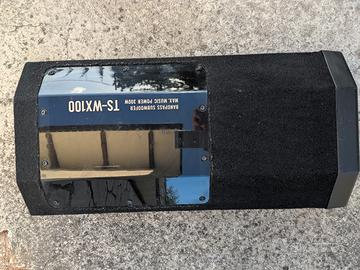 TS-WX100
BANDPASS SUBWOOFER
MAX. MUSIC POWER 300W